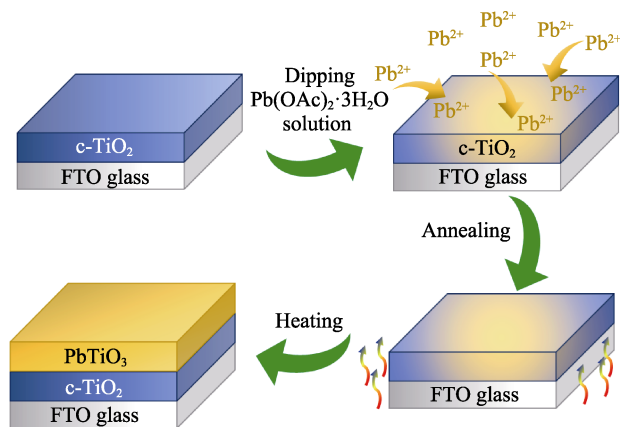 Pb²⁺
Pb²⁺
Pb²⁺
Pb²⁺
Pb²⁺
Pb²⁺
Dipping
Pb(OAc)₂·3H₂O
solution
Pb²⁺
Pb²⁺
Pb²⁺
c-TiO₂
FTO glass
c-TiO₂
FTO glass
Annealing
Heating
PbTiO₃
c-TiO₂
FTO glass
FTO glass